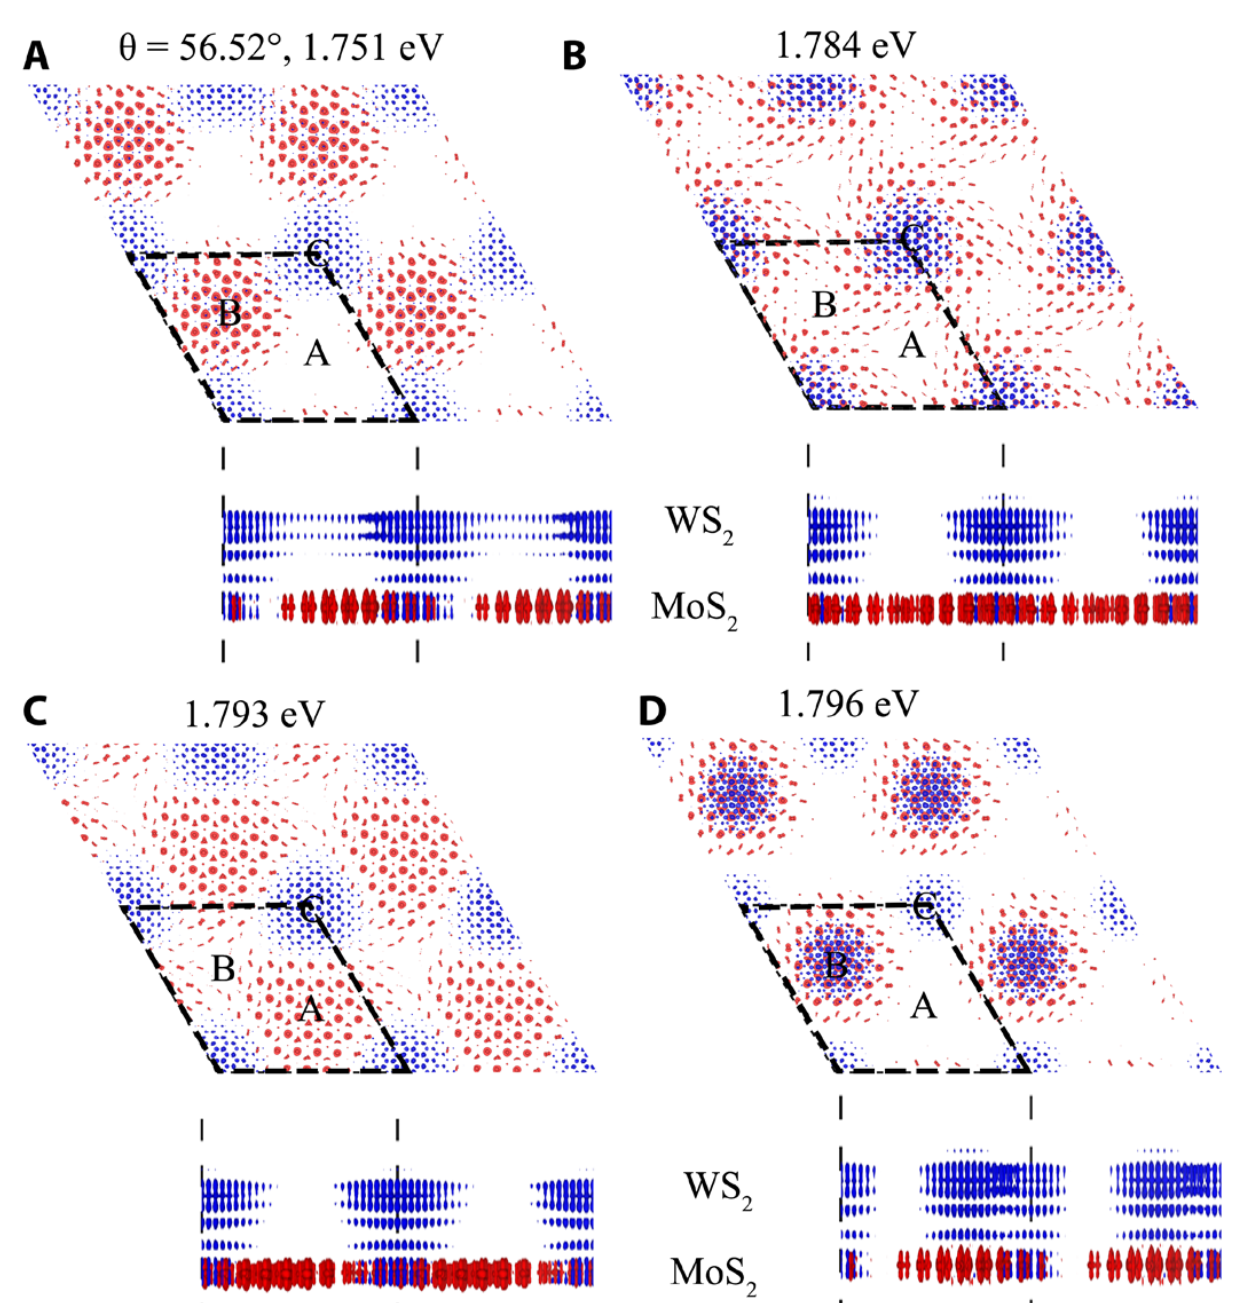 A
θ = 56.52°, 1.751 eV
B
1.784 eV
C
B
A
C
B
A
WS2
MoS2
C
1.793 eV
D
1.796 eV
C
B
A
C
B
A
WS2
MoS2